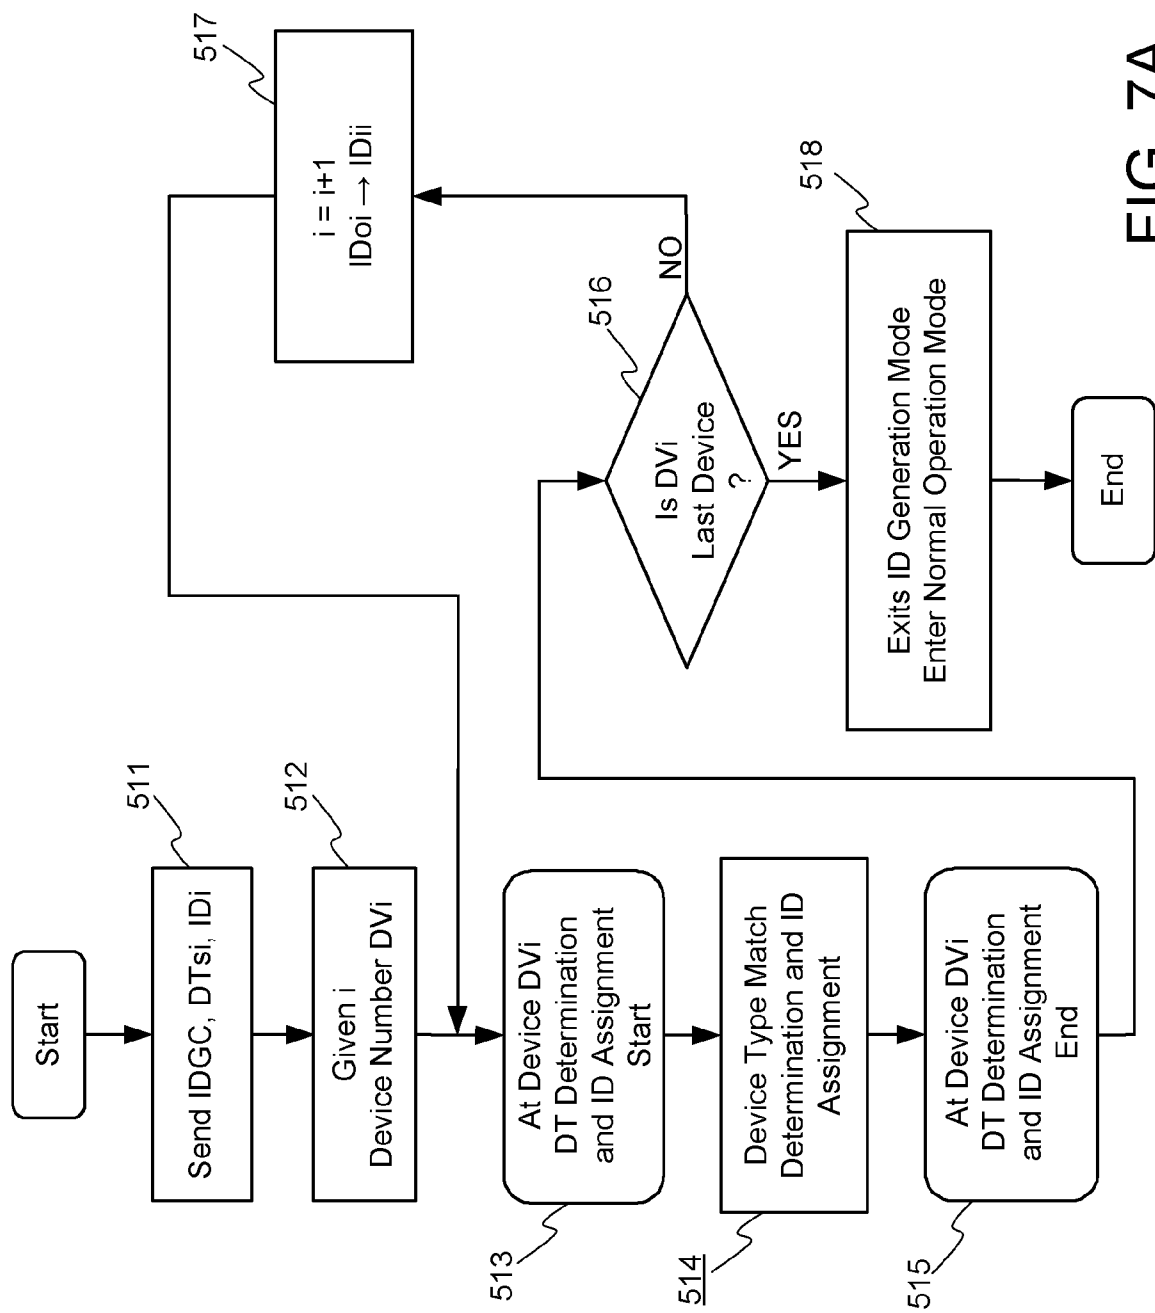 Start
511
Send IDGC, DTsi, IDi
512
Given i
Device Number DVi
513
At Device DVi
DT Determination
and ID Assignment
Start
514
Device Type Match
Determination and ID
Assignment
515
At Device DVi
DT Determination
and ID Assignment
End
516
Is DVi
Last Device
?
NO
YES
517
i = i+1
IDoi → IDii
518
Exits ID Generation Mode
Enter Normal Operation Mode
End
FIG. 7A